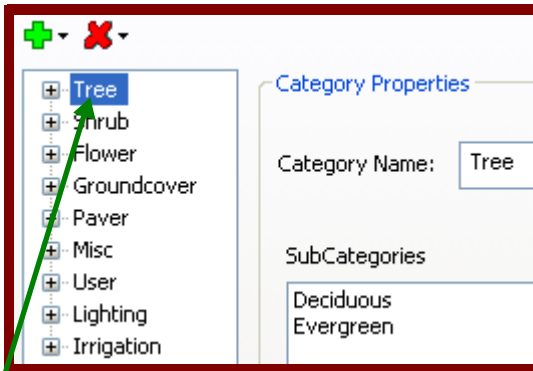 Tree
Shrub
Flower
Groundcover
Paver
Misc
User
Lighting
Irrigation
Category Properties
Category Name: Tree
SubCategories
Deciduous
Evergreen